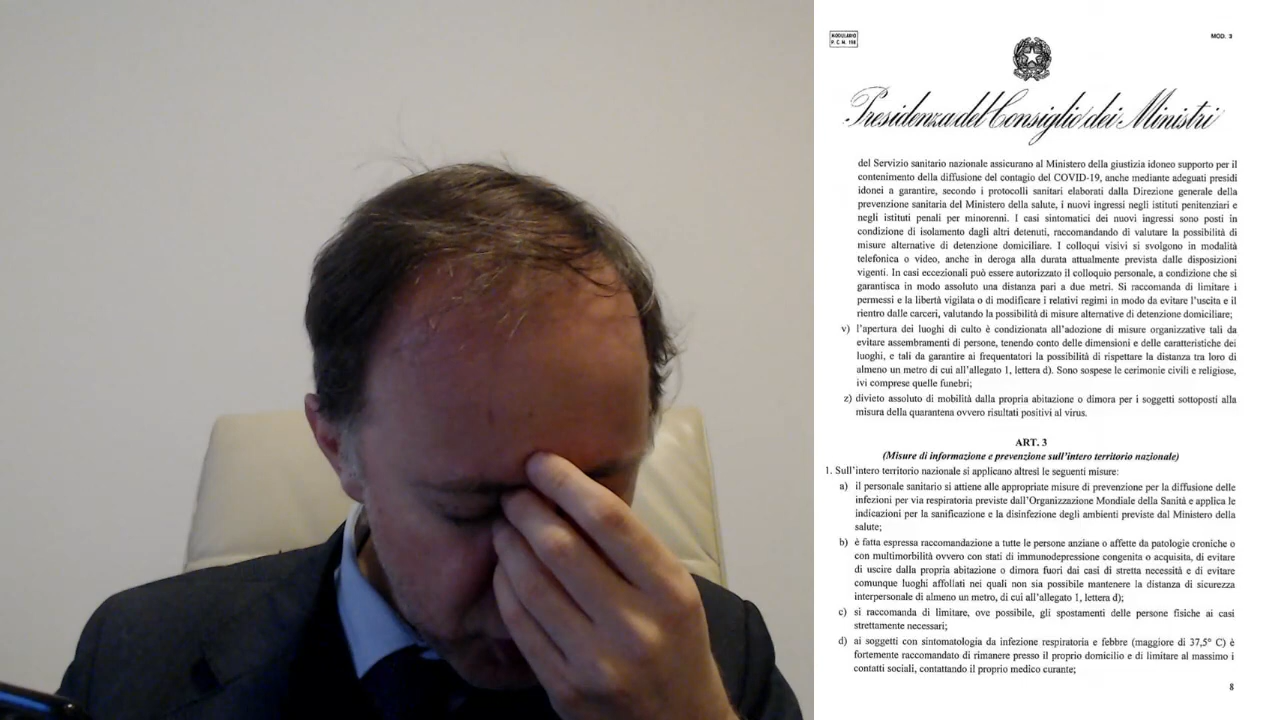 MODULARIO
P. C. M. 198
MOD. 3
Presidenza del Consiglio dei Ministri
del Servizio sanitario nazionale assicurano al Ministero della giustizia idoneo supporto per il
contenimento della diffusione del contagio del COVID-19, anche mediante adeguati presidi
idonei a garantire, secondo i protocolli sanitari elaborati dalla Direzione generale della
prevenzione sanitaria del Ministero della salute, i nuovi ingressi negli istituti penitenziari e
negli istituti penali per minorenni. I casi sintomatici dei nuovi ingressi sono posti in
condizione di isolamento dagli altri detenuti, raccomandando di valutare la possibilità di
misure alternative di detenzione domiciliare. I colloqui visivi si svolgono in modalità
telefonica o video, anche in deroga alla durata attualmente prevista dalle disposizioni
vigenti. In casi eccezionali può essere autorizzato il colloquio personale, a condizione che si
garantisca in modo assoluto una distanza pari a due metri. Si raccomanda di limitare i
permessi e la libertà vigilata o di modificare i relativi regimi in modo da evitare l'uscita e il
rientro dalle carceri, valutando la possibilità di misure alternative di detenzione domiciliare;
v) l'apertura dei luoghi di culto è condizionata all'adozione di misure organizzative tali da
evitare assembramenti di persone, tenendo conto delle dimensioni e delle caratteristiche dei
luoghi, e tali da garantire ai frequentatori la possibilità di rispettare la distanza tra loro di
almeno un metro di cui all'allegato 1, lettera d). Sono sospese le cerimonie civili e religiose,
ivi comprese quelle funebri;
z) divieto assoluto di mobilità dalla propria abitazione o dimora per i soggetti sottoposti alla
misura della quarantena ovvero risultati positivi al virus.
ART. 3
(Misure di informazione e prevenzione sull'intero territorio nazionale)
1. Sull'intero territorio nazionale si applicano altresì le seguenti misure:
a) il personale sanitario si attiene alle appropriate misure di prevenzione per la diffusione delle
infezioni per via respiratoria previste dall'Organizzazione Mondiale della Sanità e applica le
indicazioni per la sanificazione e la disinfezione degli ambienti previste dal Ministero della
salute;
b) è fatta espressa raccomandazione a tutte le persone anziane o affette da patologie croniche o
con multimorbilità ovvero con stati di immunodepressione congenita o acquisita, di evitare
di uscire dalla propria abitazione o dimora fuori dai casi di stretta necessità e di evitare
comunque luoghi affollati nei quali non sia possibile mantenere la distanza di sicurezza
interpersonale di almeno un metro, di cui all'allegato 1, lettera d);
c) si raccomanda di limitare, ove possibile, gli spostamenti delle persone fisiche ai casi
strettamente necessari;
d) ai soggetti con sintomatologia da infezione respiratoria e febbre (maggiore di 37,5° C) è
fortemente raccomandato di rimanere presso il proprio domicilio e di limitare al massimo i
contatti sociali, contattando il proprio medico curante;
8